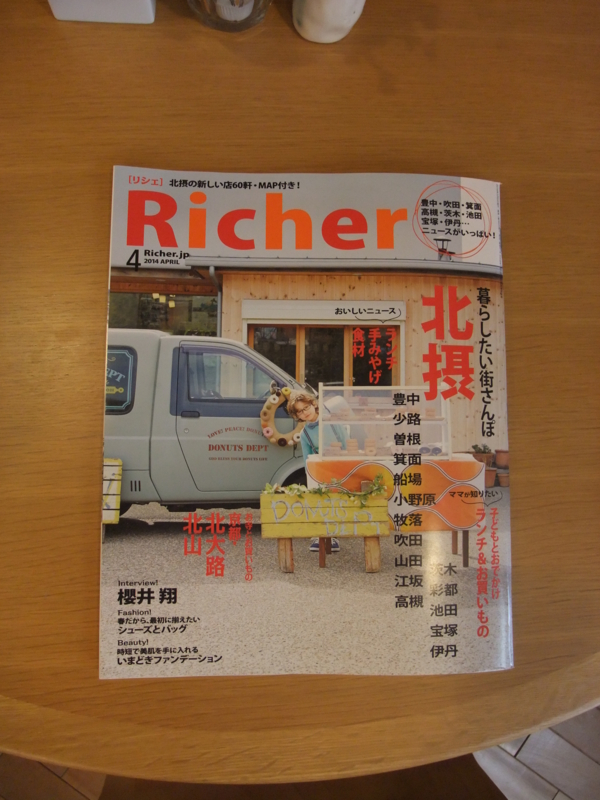 [リシェ] 北摂の新しい店60軒・MAP付き!
Richer
4 Richer.jp
2014 APRIL
豊中・吹田・箕面
高槻・茨木・池田
宝塚・伊丹…
ニュースがいっぱい!
暮らしたい街さんぽ
北摂
おいしいニュース
ランチ
手みやげ
食材
DONUTS DEPT
豊中
少路
曽根
箕面
船場
小野原
牧落
吹田
山田
江坂
高槻
茨木
彩都
池田
宝塚
伊丹
ママが知りたい
子どもとおでかけ
ランチ&お買いもの
京都・
北大路
北山
Interview!
櫻井 翔
Fashion!
春だから、最初に揃えたい
シューズとバッグ
Beauty!
時短で美肌を手に入れる
いまどきファンデーション